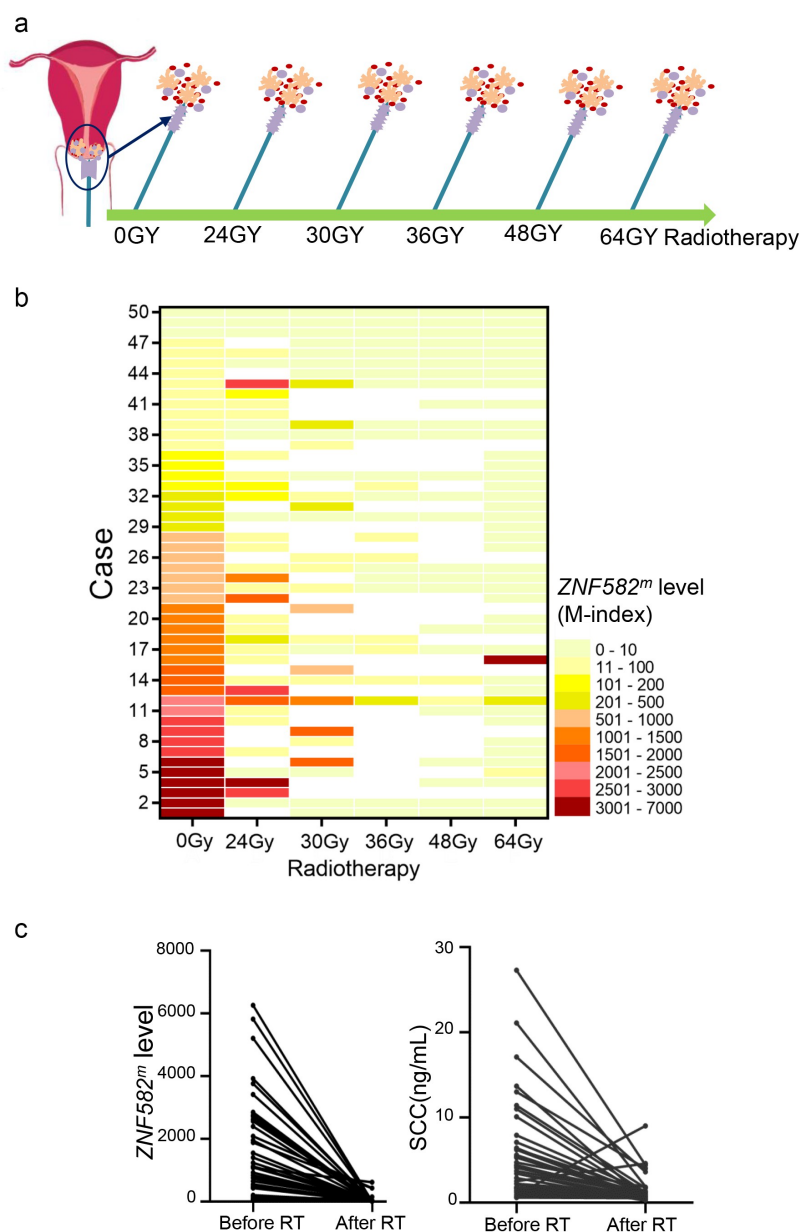 a
0GY 24GY 30GY 36GY 48GY 64GY Radiotherapy
b
50
47
44
41
38
35
32
29
26
23
20
17
14
11
8
5
2
Case
0Gy 24Gy 30Gy 36Gy 48Gy 64Gy
Radiotherapy
ZNF582ᵐ level
(M-index)
0 - 10
11 - 100
101 - 200
201 - 500
501 - 1000
1001 - 1500
1501 - 2000
2001 - 2500
2501 - 3000
3001 - 7000
c
8000
6000
4000
2000
0
ZNF582ᵐ level
Before RT After RT
30
20
10
0
SCC(ng/mL)
Before RT After RT